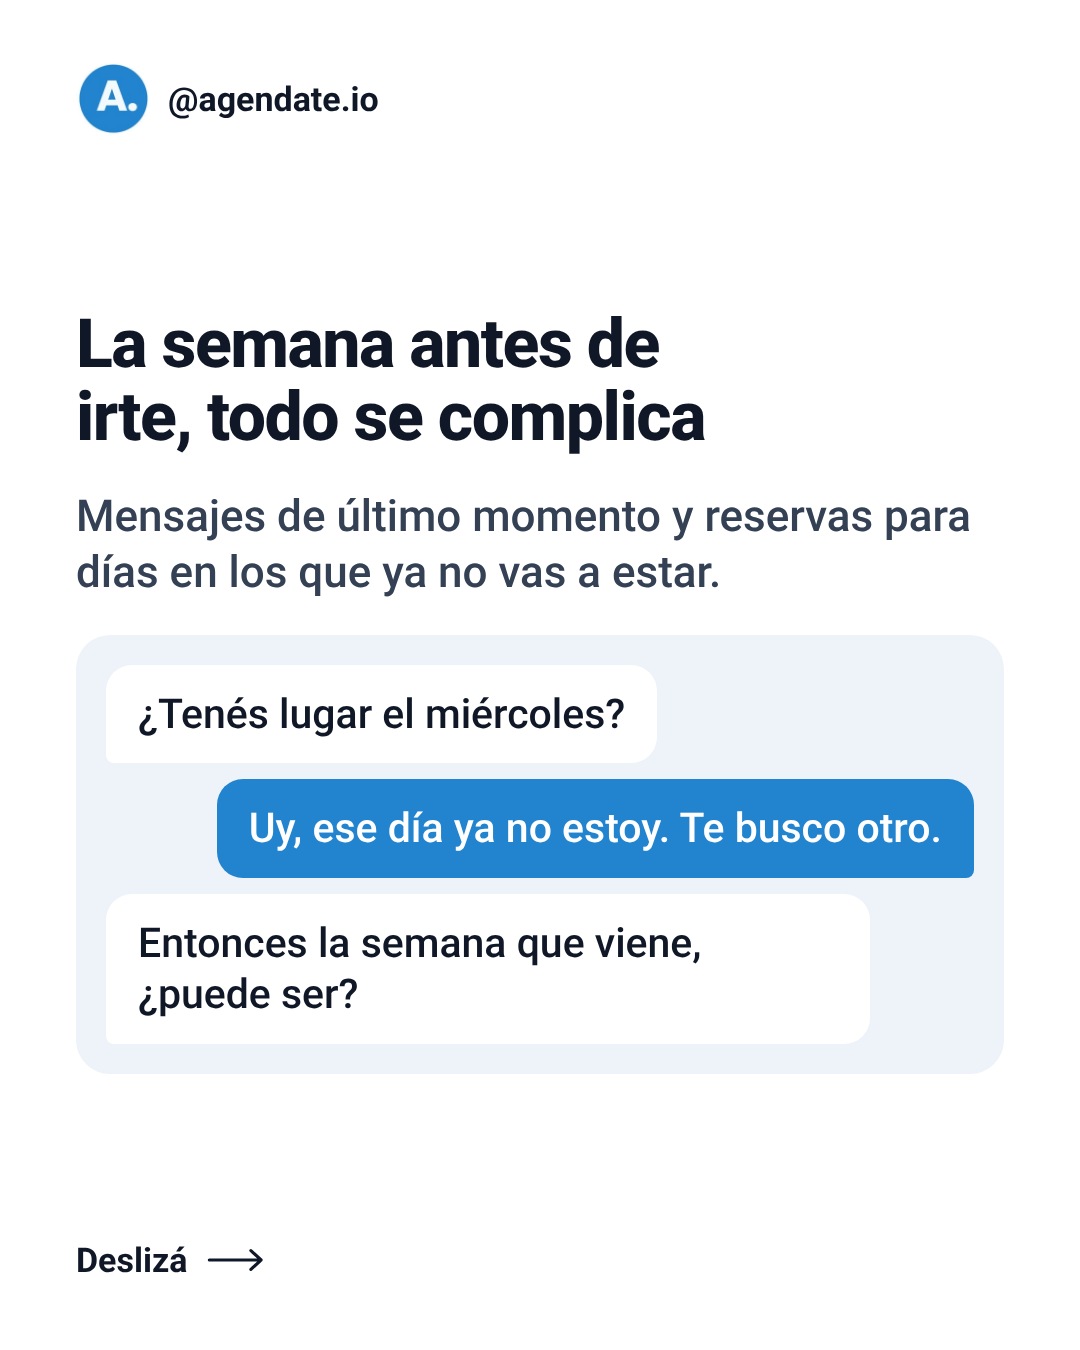 A.
@agendate.io
La semana antes de
irte, todo se complica
Mensajes de último momento y reservas para
días en los que ya no vas a estar.
¿Tenés lugar el miércoles?
Uy, ese día ya no estoy. Te busco otro.
Entonces la semana que viene,
¿puede ser?
Deslizá